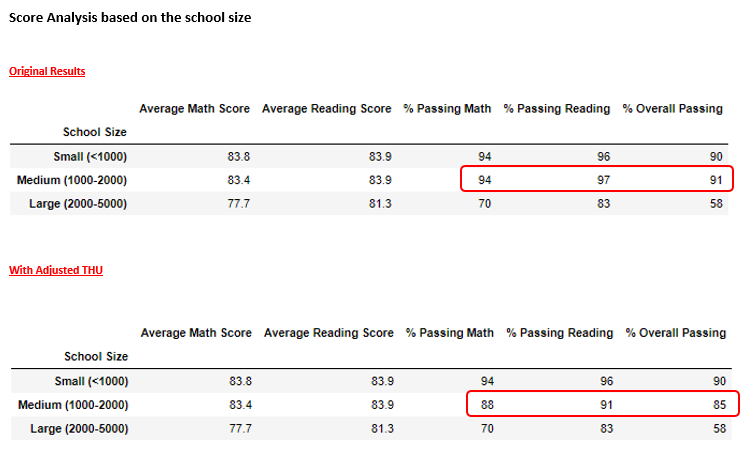 Score Analysis based on the school size
Original Results
Average Math Score Average Reading Score % Passing Math % Passing Reading % Overall Passing
School Size
Small (<1000) 83.8 83.9 94 96 90
Medium (1000-2000) 83.4 83.9 94 97 91
Large (2000-5000) 77.7 81.3 70 83 58
With Adjusted THU
Average Math Score Average Reading Score % Passing Math % Passing Reading % Overall Passing
School Size
Small (<1000) 83.8 83.9 94 96 90
Medium (1000-2000) 83.4 83.9 88 91 85
Large (2000-5000) 77.7 81.3 70 83 58